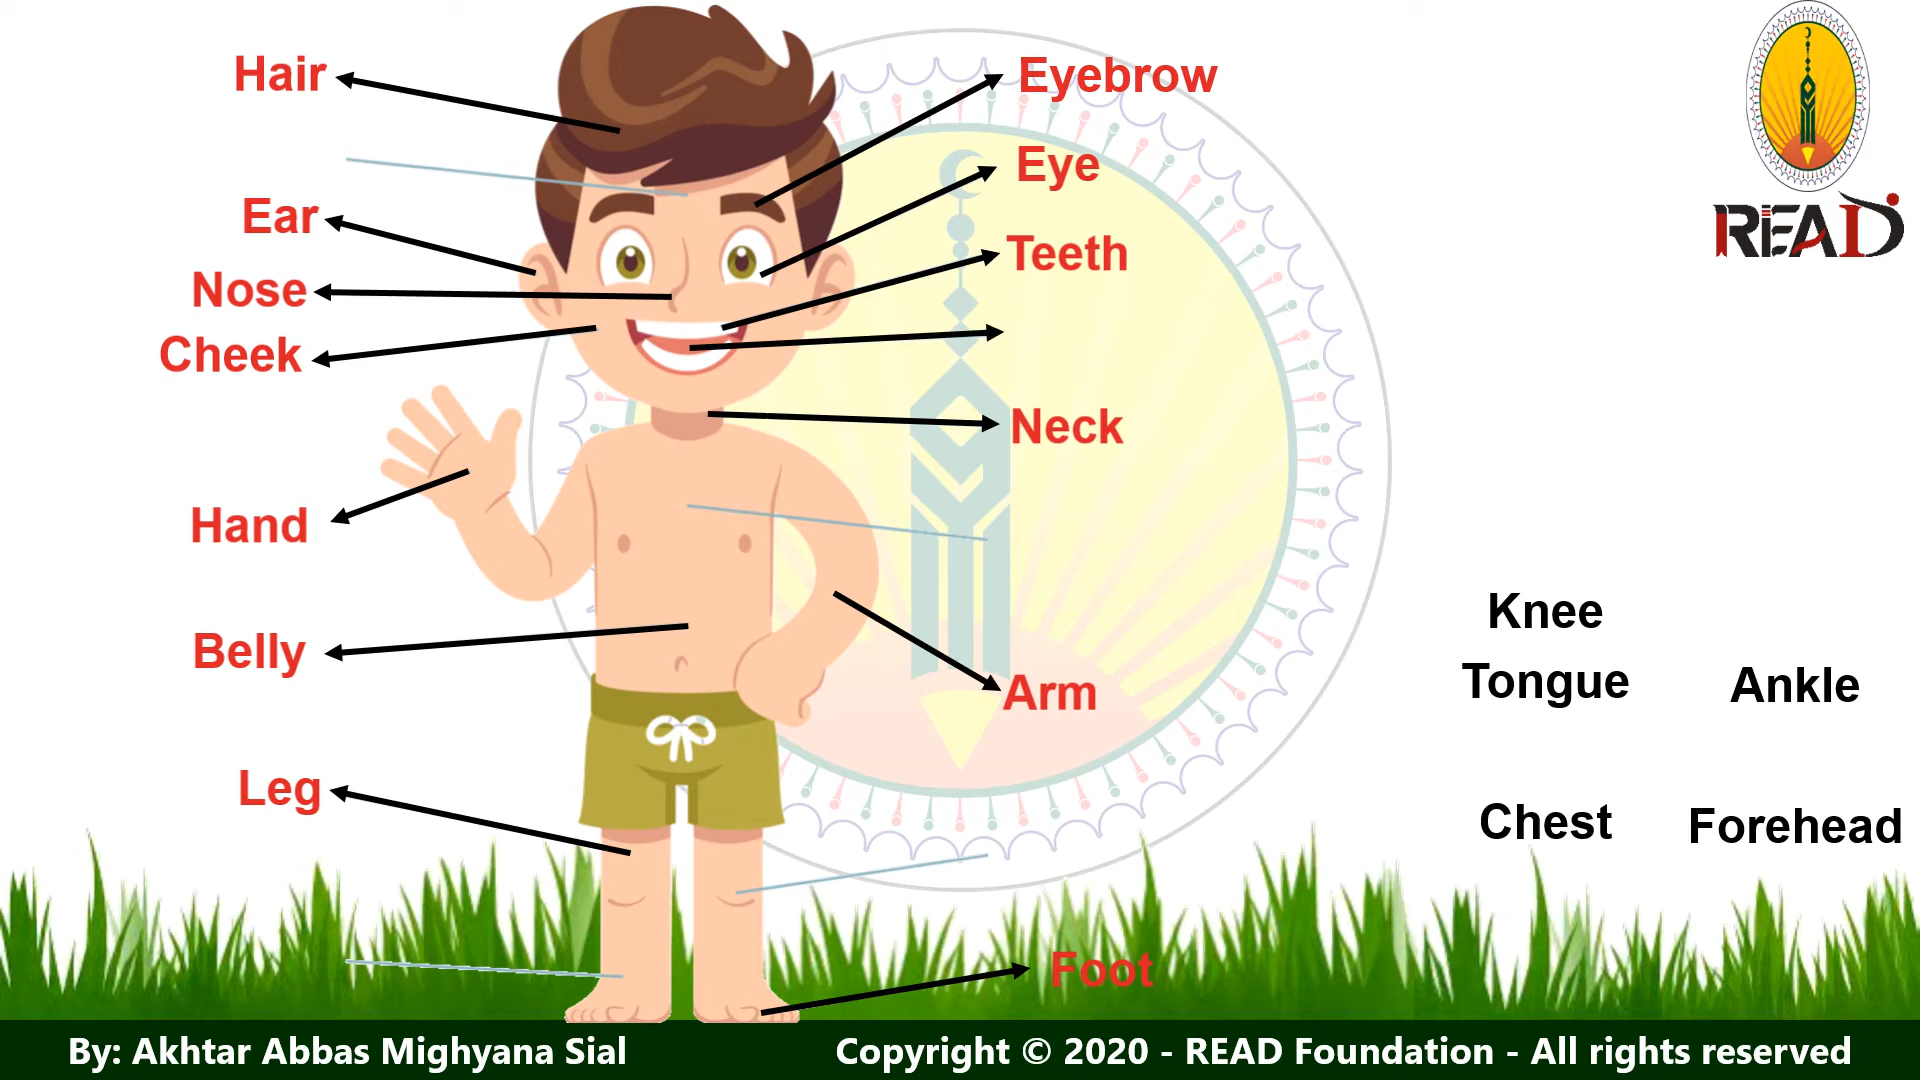 Hair
Eyebrow
Eye
Ear
Teeth
Nose
Cheek
Neck
Hand
Belly
Arm
Leg
Foot
Knee
Tongue
Ankle
Chest
Forehead
READ
By: Akhtar Abbas Mighyana Sial
Copyright © 2020 - READ Foundation - All rights reserved